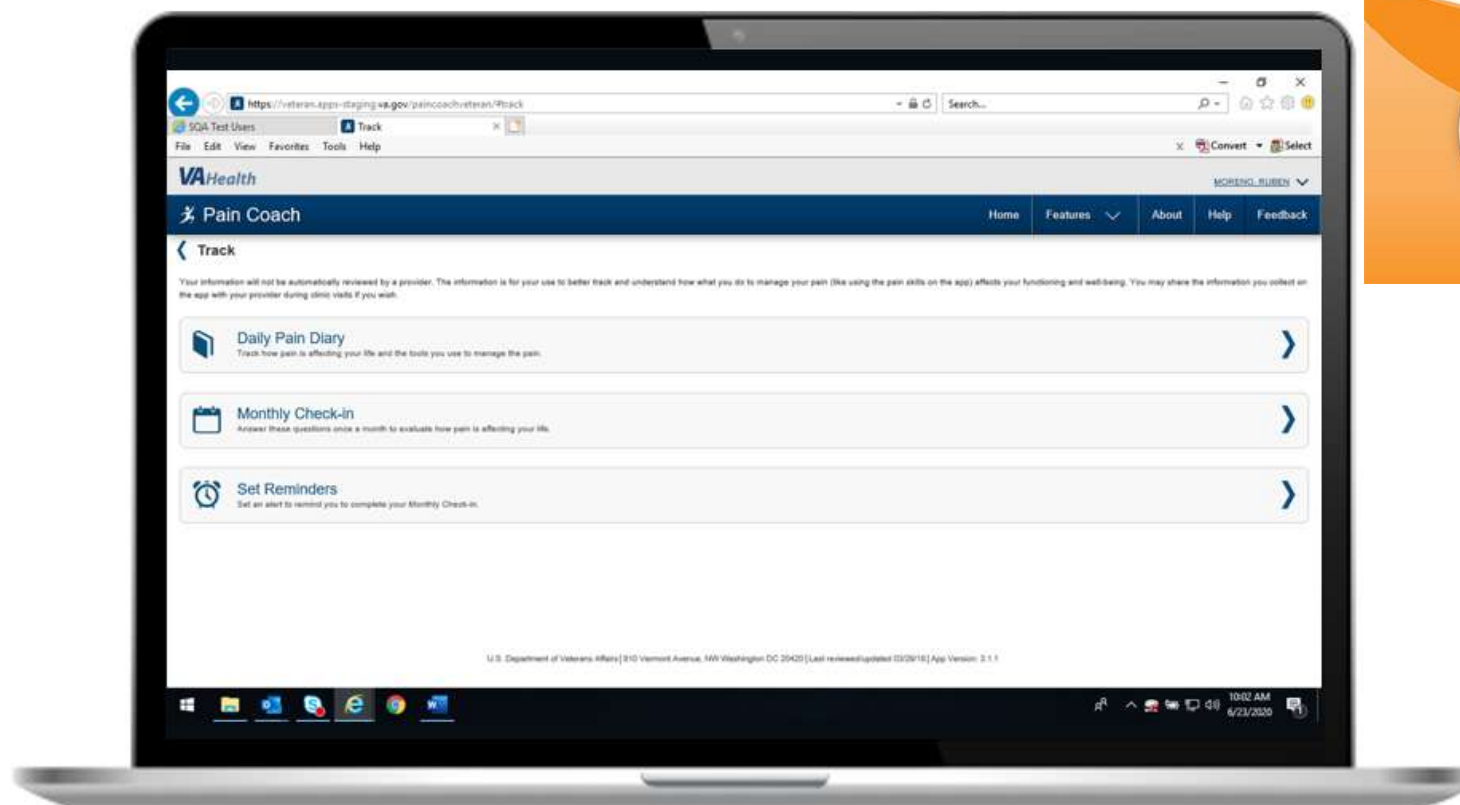 https://veteran.apps-staging.va.gov/paincoachveteran/#track
Search...
SQA Test Users
Track
File Edit View Favorites Tools Help
Convert
Select
VAHealth
MORENO, RUBEN
Pain Coach
Home
Features
About
Help
Feedback
Track
Your information will not be automatically reviewed by a provider. The information is for your use to better track and understand how what you do to manage your pain (like using the pain skills on the app) affects your functioning and well-being. You may share the information you collect on
the app with your provider during clinic visits if you wish.
Daily Pain Diary
Track how pain is affecting your life and the tools you use to manage the pain.
Monthly Check-in
Answer these questions once a month to evaluate how pain is affecting your life.
Set Reminders
Set an alert to remind you to complete your Monthly Check-in.
U.S. Department of Veterans Affairs | 810 Vermont Avenue, NW Washington DC 20420 | Last reviewed/updated | App Version: 3.1.1
10:02 AM
6/23/2020